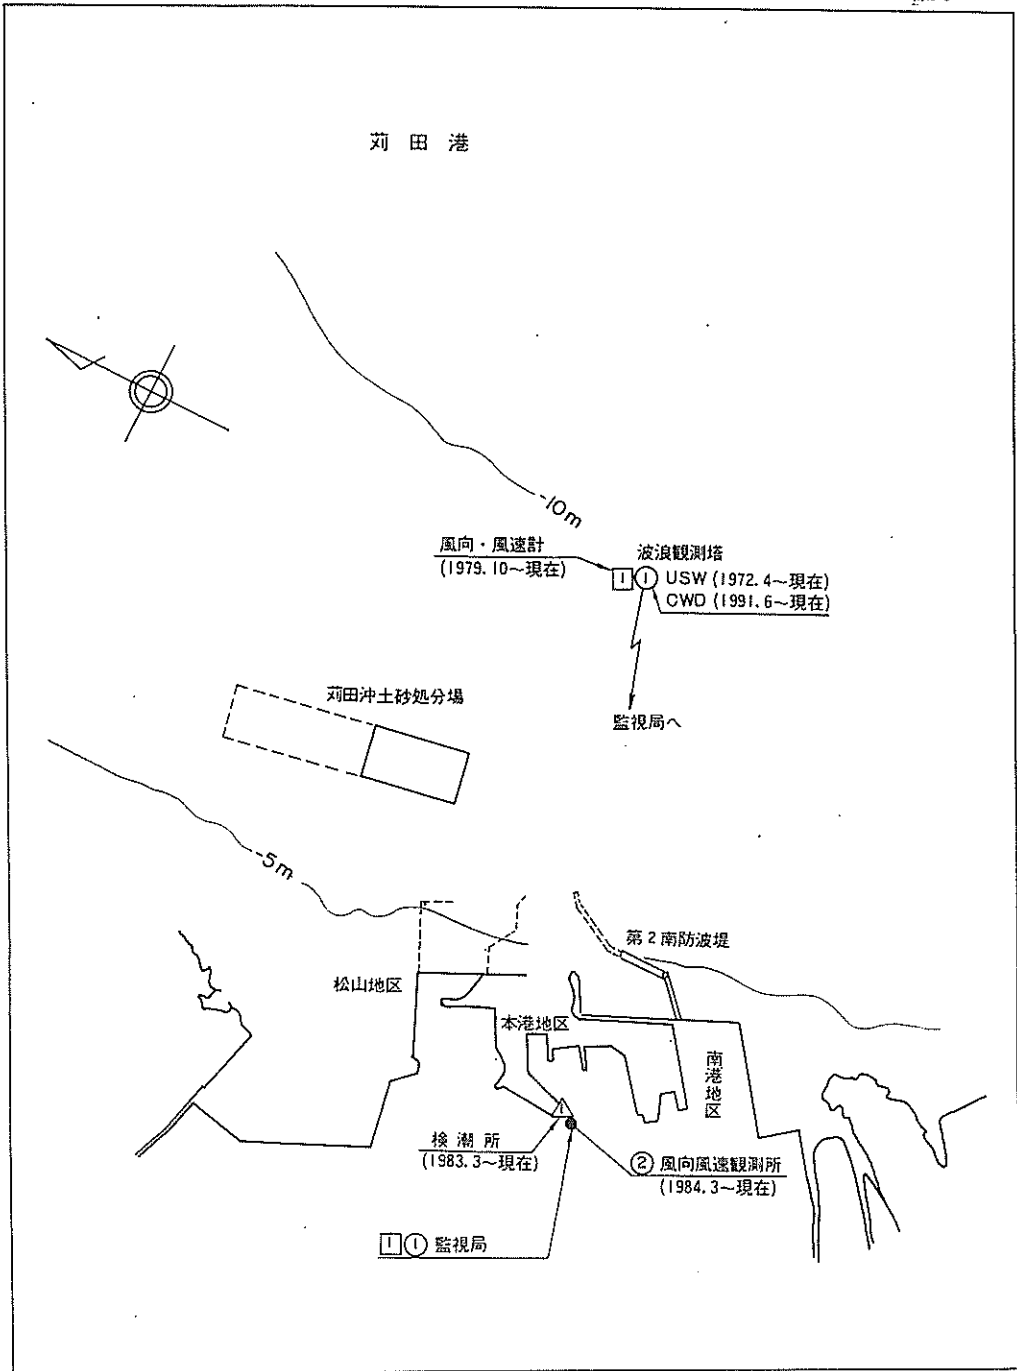 苅田港
-10m
風向・風速計
(1979.10～現在)
波浪観測塔
1 1 USW (1972.4～現在)
CWD (1991.6～現在)
監視局へ
苅田沖土砂処分場
-5m
第2南防波堤
松山地区
本港地区
南港地区
1
検潮所
(1983.3～現在)
② 風向風速観測所
(1984.3～現在)
1 ① 監視局